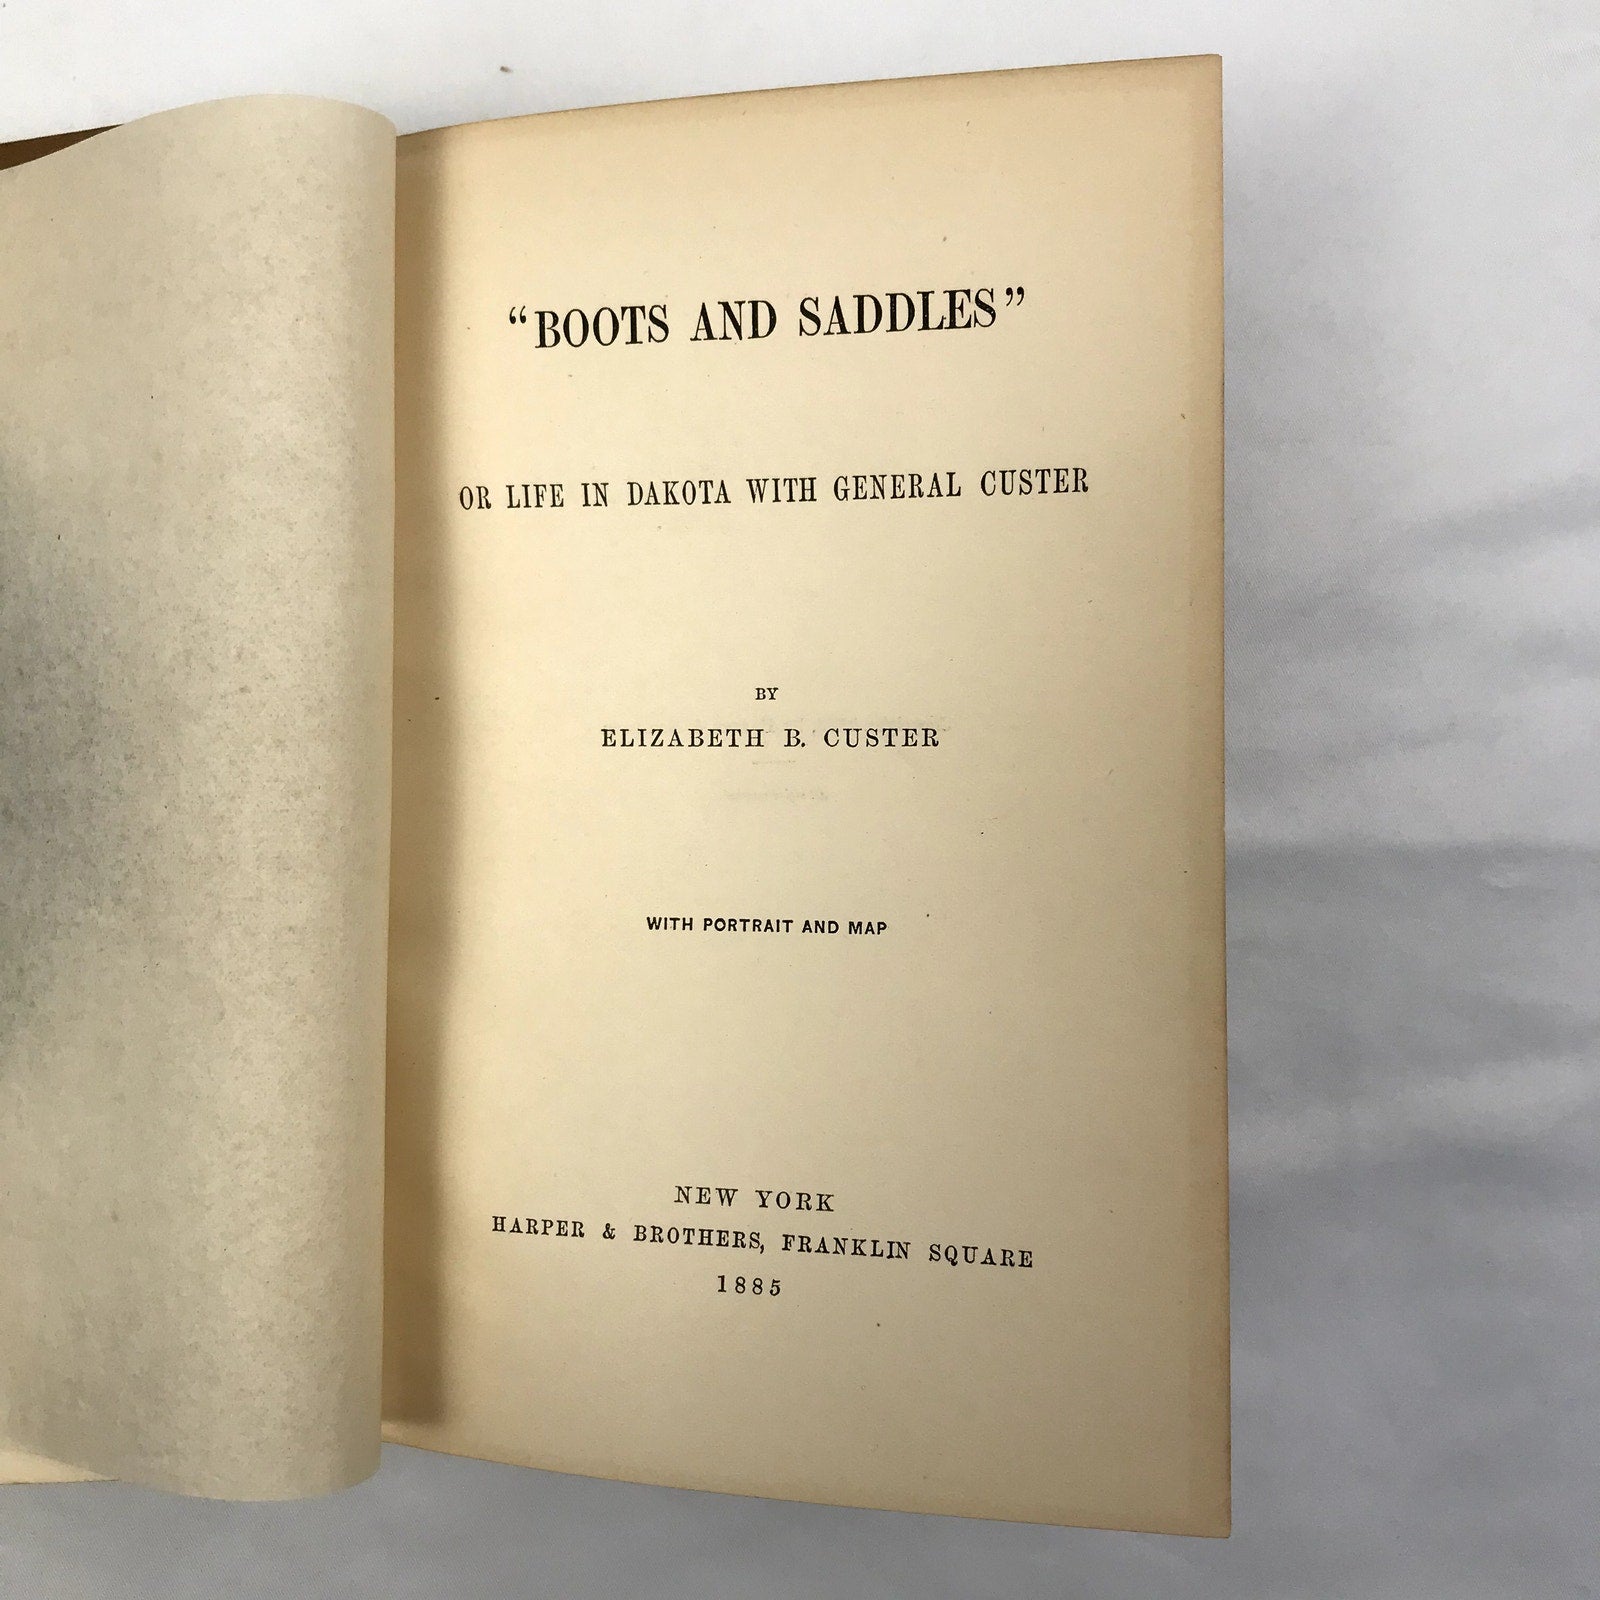 “BOOTS AND SADDLES”
OR LIFE IN DAKOTA WITH GENERAL CUSTER
BY
ELIZABETH B. CUSTER
WITH PORTRAIT AND MAP
NEW YORK
HARPER & BROTHERS, FRANKLIN SQUARE
1885